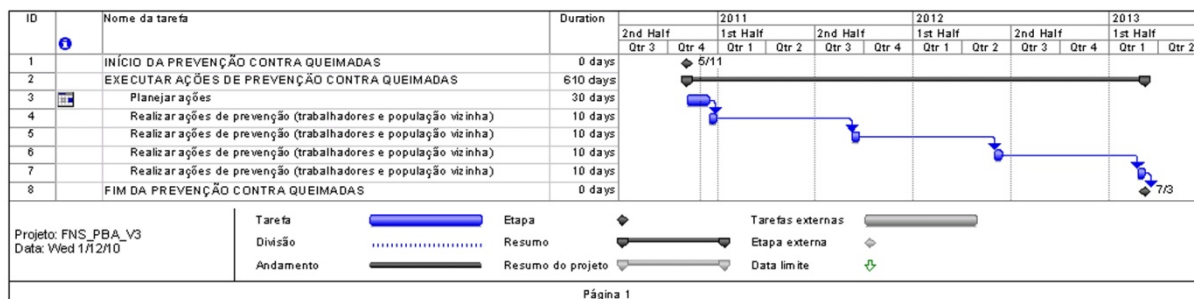 ID Nome da tarefa Duration 2011 2012 2013
2nd Half 1st Half 2nd Half 1st Half 2nd Half 1st Half
Qtr 3 Qtr 4 Qtr 1 Qtr 2 Qtr 3 Qtr 4 Qtr 1 Qtr 2 Qtr 3 Qtr 4 Qtr 1 Qtr 2
1 INÍCIO DA PREVENÇÃO CONTRA QUEIMADAS 0 days 5/11
2 EXECUTAR AÇÕES DE PREVENÇÃO CONTRA QUEIMADAS 610 days
3 Planejar ações 30 days
4 Realizar ações de prevenção (trabalhadores e população vizinha) 10 days
5 Realizar ações de prevenção (trabalhadores e população vizinha) 10 days
6 Realizar ações de prevenção (trabalhadores e população vizinha) 10 days
7 Realizar ações de prevenção (trabalhadores e população vizinha) 10 days
8 FIM DA PREVENÇÃO CONTRA QUEIMADAS 0 days 7/3
Projeto: FNS_PBA_V3
Data: Wed 1/12/10
Tarefa Etapa Tarefas externas
Divisão Resumo Etapa externa
Andamento Resumo do projeto Data limite
Página 1